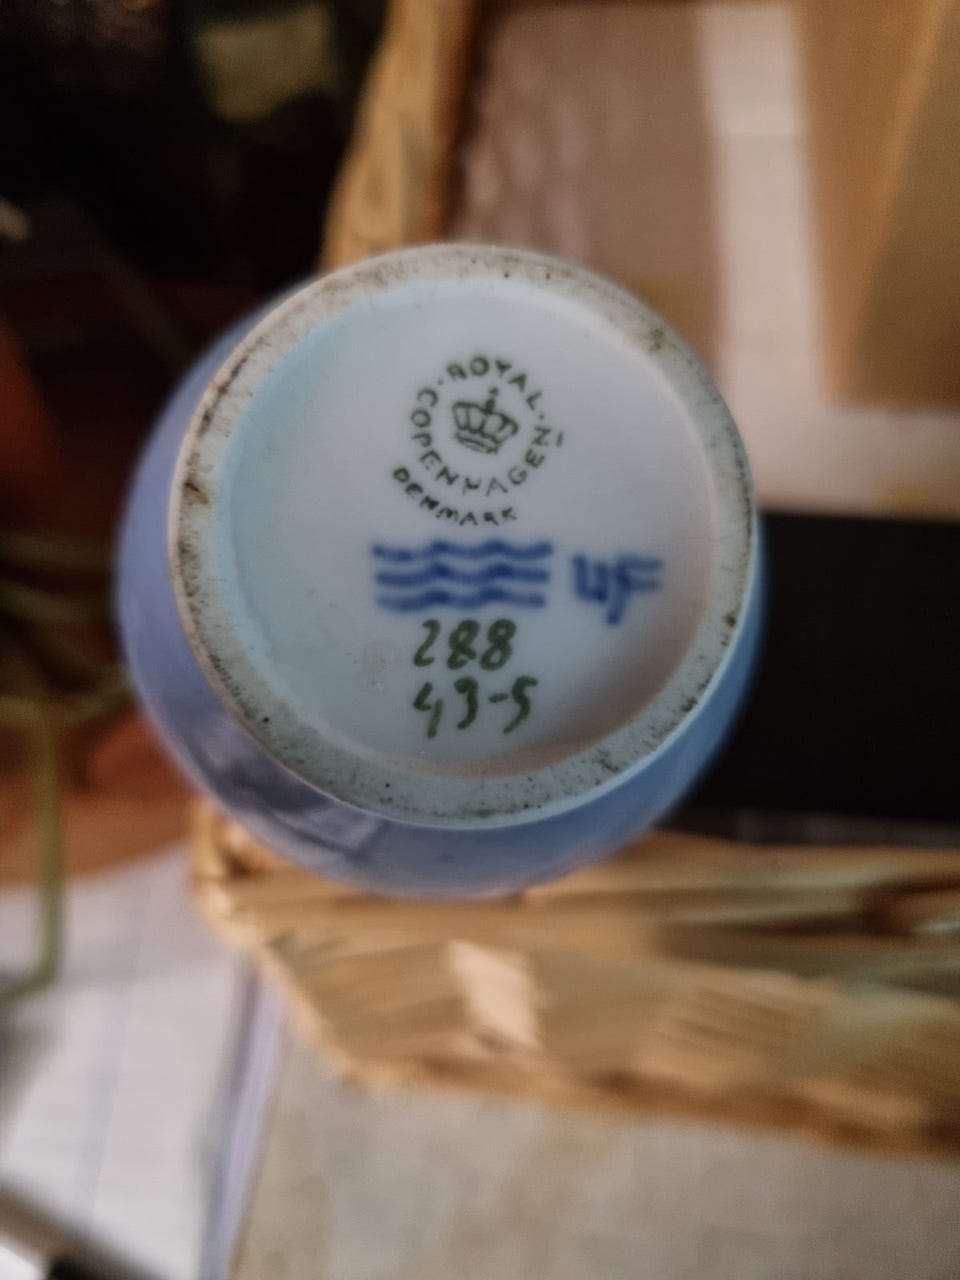 ROYAL
COPENHAGEN
DENMARK
288
43-5